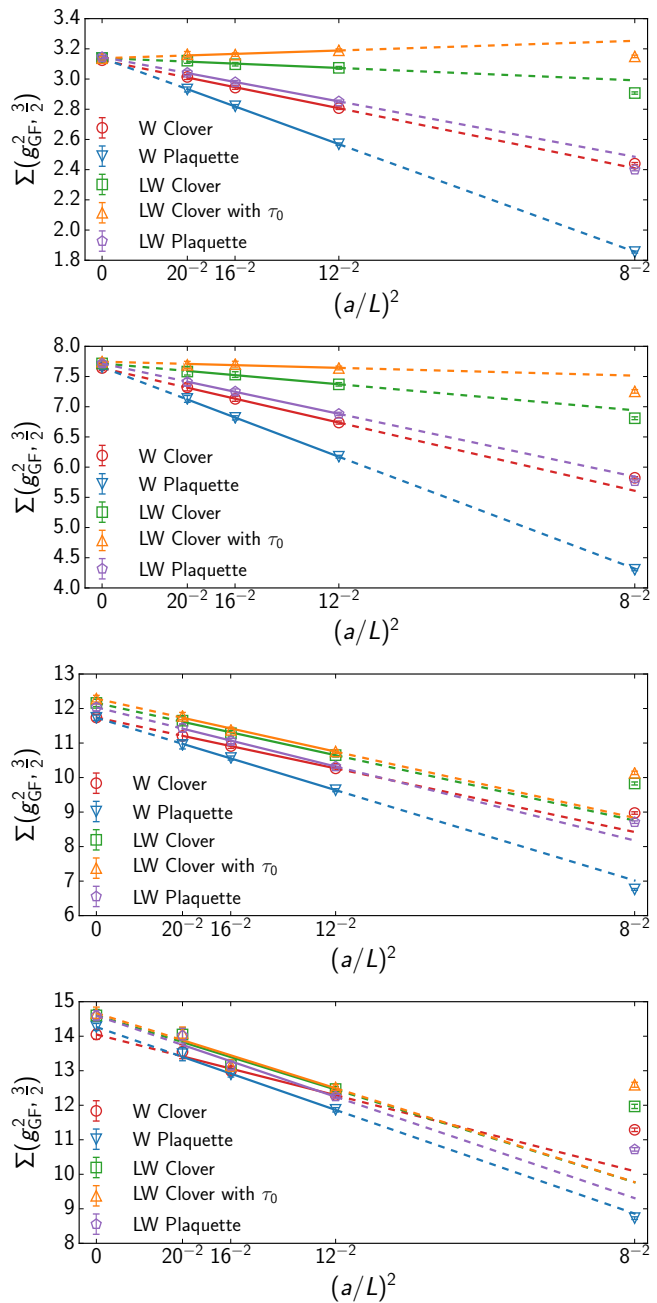 3.4
3.2
3.0
2.8
2.6
2.4
2.2
2.0
1.8
Σ(g²_GF, 3/2)
W Clover
W Plaquette
LW Clover
LW Clover with τ₀
LW Plaquette
0 20⁻² 16⁻² 12⁻² 8⁻²
(a/L)²
8.0
7.5
7.0
6.5
6.0
5.5
5.0
4.5
4.0
Σ(g²_GF, 3/2)
W Clover
W Plaquette
LW Clover
LW Clover with τ₀
LW Plaquette
0 20⁻² 16⁻² 12⁻² 8⁻²
(a/L)²
13
12
11
10
9
8
7
6
Σ(g²_GF, 3/2)
W Clover
W Plaquette
LW Clover
LW Clover with τ₀
LW Plaquette
0 20⁻² 16⁻² 12⁻² 8⁻²
(a/L)²
15
14
13
12
11
10
9
8
Σ(g²_GF, 3/2)
W Clover
W Plaquette
LW Clover
LW Clover with τ₀
LW Plaquette
0 20⁻² 16⁻² 12⁻² 8⁻²
(a/L)²